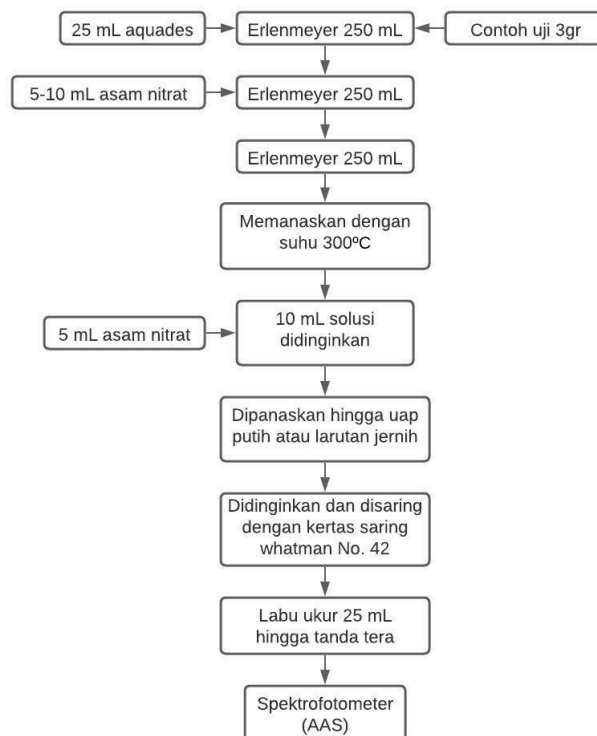 25 mL aquades
Erlenmeyer 250 mL
Contoh uji 3gr
5-10 mL asam nitrat
Erlenmeyer 250 mL
Erlenmeyer 250 mL
Memanaskan dengan
suhu 300ºC
5 mL asam nitrat
10 mL solusi
didinginkan
Dipanaskan hingga uap
putih atau larutan jernih
Didinginkan dan disaring
dengan kertas saring
whatman No. 42
Labu ukur 25 mL
hingga tanda tera
Spektrofotometer
(AAS)